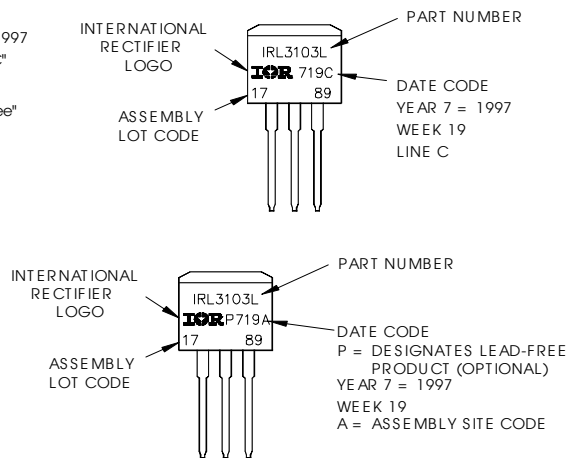 1997
"
ee"
INTERNATIONAL
RECTIFIER
LOGO
PART NUMBER
IRL3103L
IOR 719C
17 89
ASSEMBLY
LOT CODE
DATE CODE
YEAR 7 = 1997
WEEK 19
LINE C
INTERNATIONAL
RECTIFIER
LOGO
PART NUMBER
IRL3103L
IOR P719A
17 89
ASSEMBLY
LOT CODE
DATE CODE
P = DESIGNATES LEAD-FREE
PRODUCT (OPTIONAL)
YEAR 7 = 1997
WEEK 19
A = ASSEMBLY SITE CODE